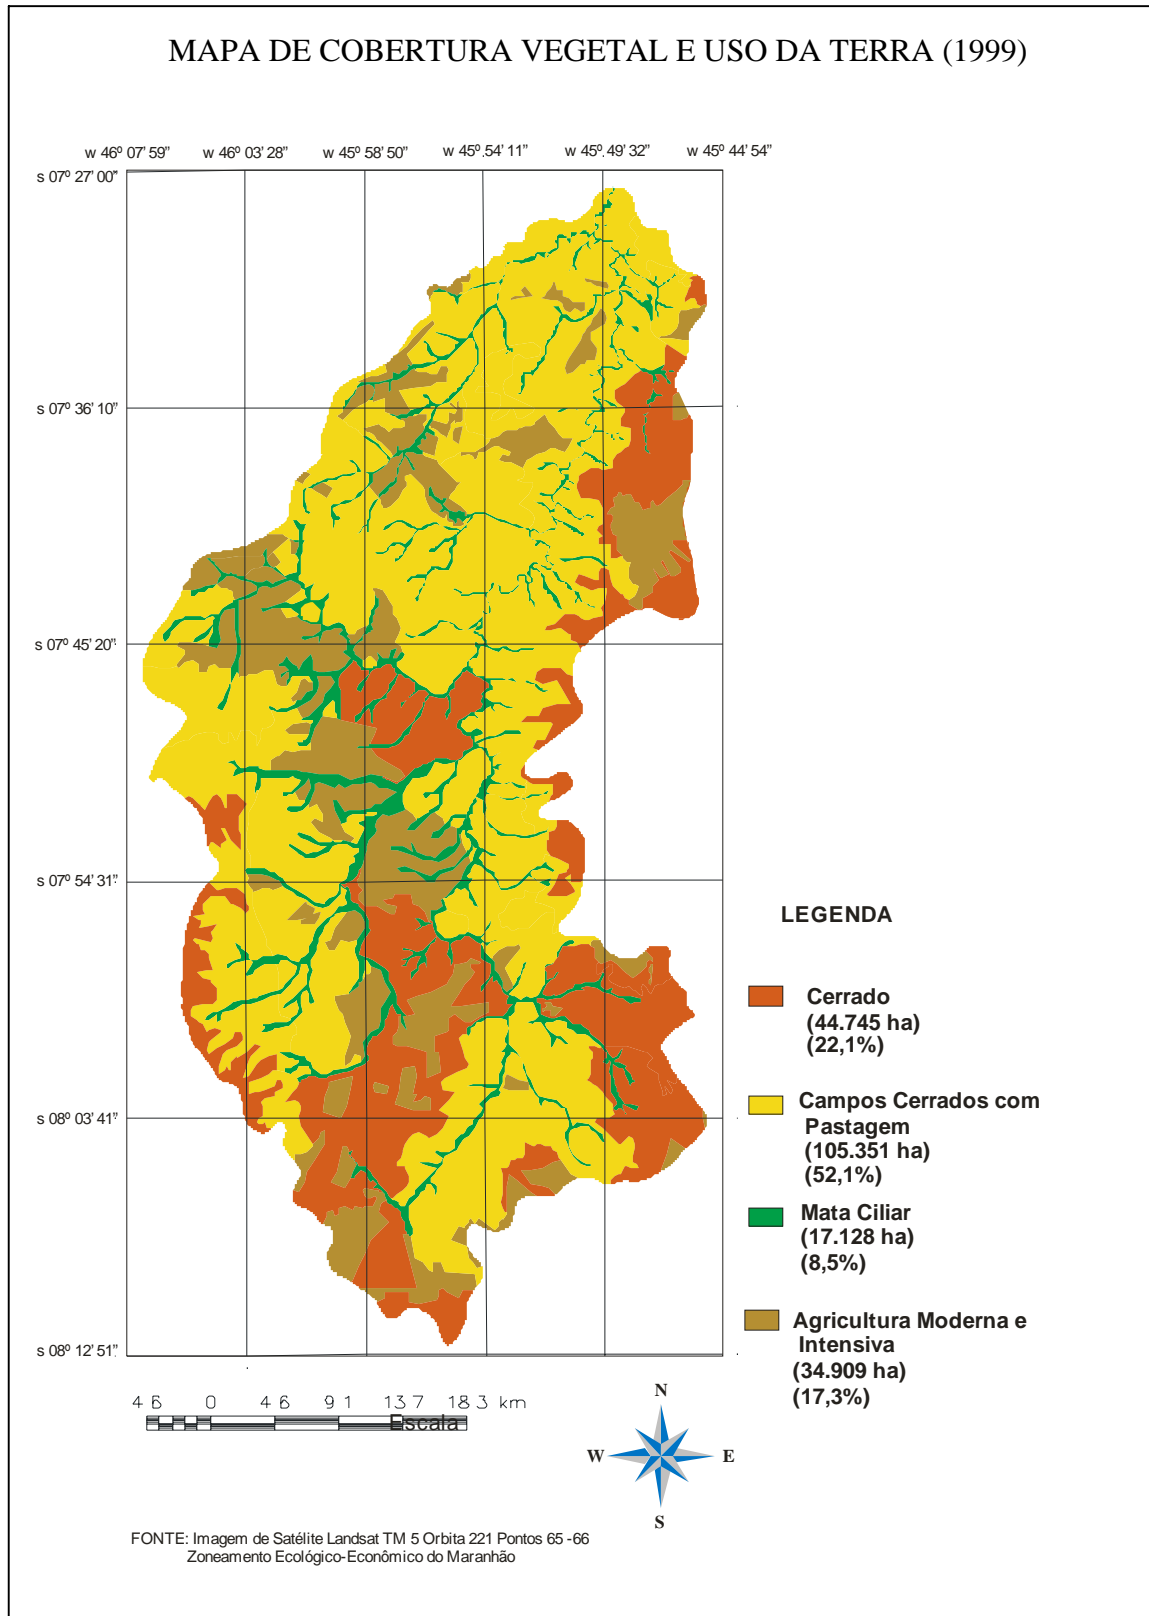 MAPA DE COBERTURA VEGETAL E USO DA TERRA (1999)
w 46º 07' 59" w 46º 03' 28" w 45º 58' 50" w 45º 54' 11" w 45º 49' 32" w 45º 44' 54"
s 07º 27' 00"
s 07º 36' 10"
s 07º 45' 20"
s 07º 54' 31"
s 08º 03' 41"
s 08º 12' 51"
LEGENDA
Cerrado
(44.745 ha)
(22,1%)
Campos Cerrados com
Pastagem
(105.351 ha)
(52,1%)
Mata Ciliar
(17.128 ha)
(8,5%)
Agricultura Moderna e
Intensiva
(34.909 ha)
(17,3%)
46 0 46 91 137 183 km
Escala
N
W E
S
FONTE: Imagem de Satélite Landsat TM 5 Orbita 221 Pontos 65 -66
Zoneamento Ecológico-Econômico do Maranhão